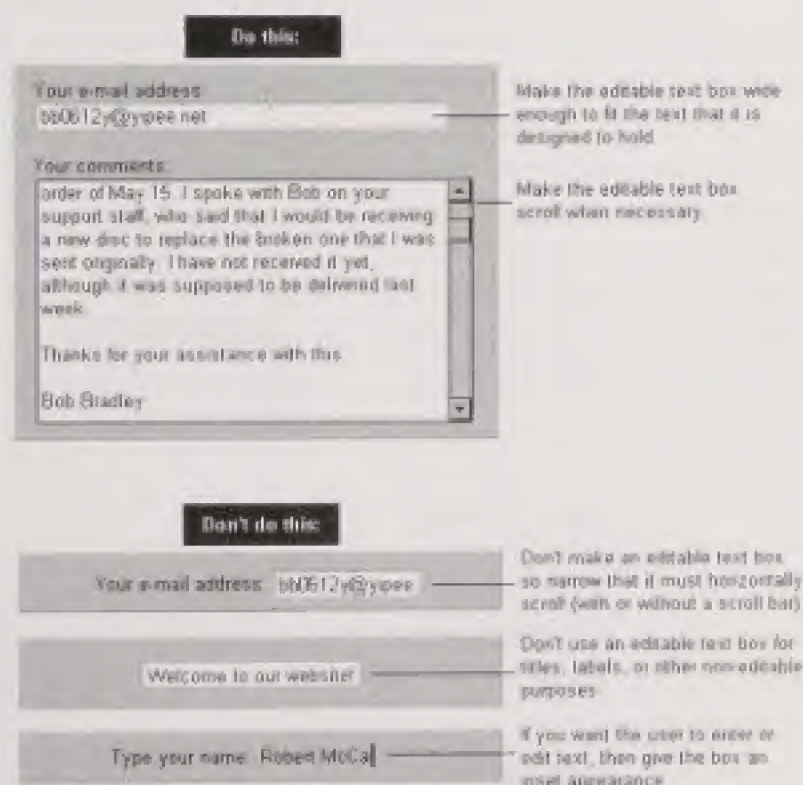 Do this:
Your e-mail address
bb0612y@yipee.net
Make the editable text box wide
enough to fit the text that it is
designed to hold
Your comments:
order of May 15. I spoke with Bob on your
support staff, who said that I would be receiving
a new disc to replace the broken one that I was
sent originally. I have not received it yet,
although it was supposed to be delivered last
week.
Thanks for your assistance with this.
Bob Bradley
Make the editable text box
scroll when necessary.
Don't do this:
Your e-mail address: bb0612y@yipee
Don't make an editable text box
so narrow that it must horizontally
scroll (with or without a scroll bar)
Welcome to our website!
Don't use an editable text box for
titles, labels, or other non-editable
purposes
Type your name: Robert McCa
If you want the user to enter or
edit text, then give the box an
inset appearance.